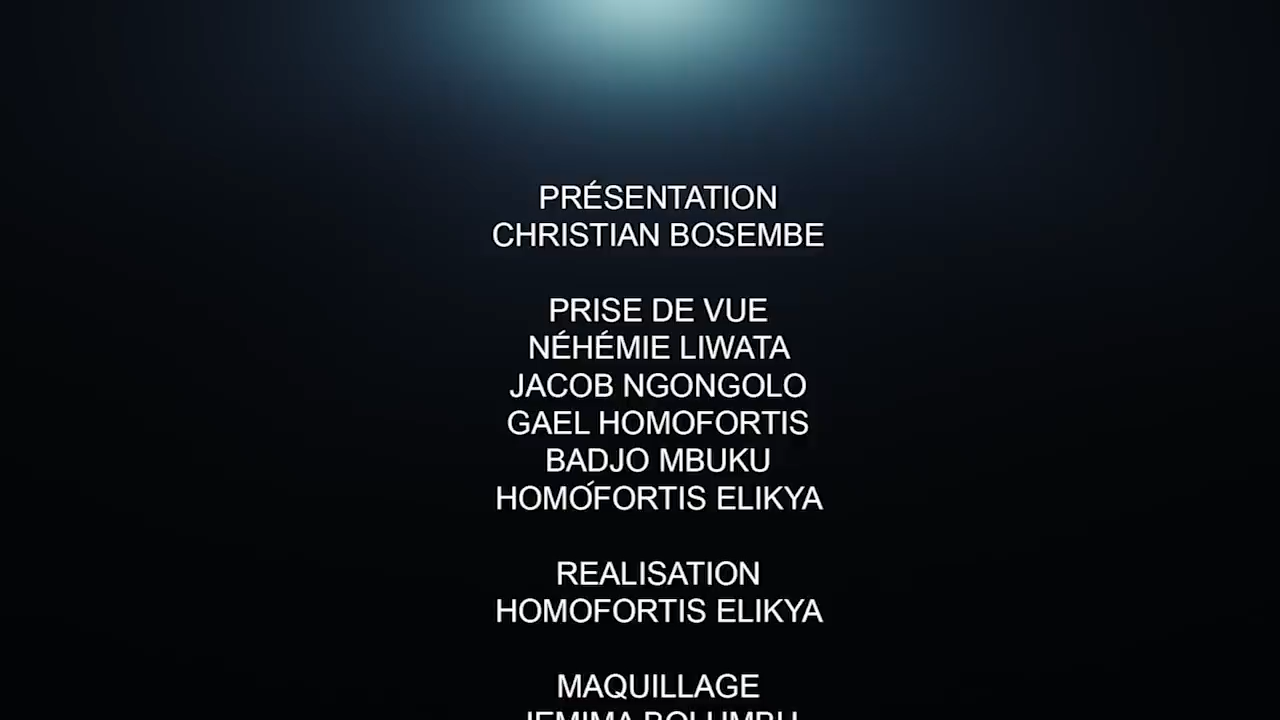 PRÉSENTATION
CHRISTIAN BOSEMBE
PRISE DE VUE
NÉHÉMIE LIWATA
JACOB NGONGOLO
GAEL HOMOFORTIS
BADJO MBUKU
HOMÓFORTIS ELIKYA
REALISATION
HOMOFORTIS ELIKYA
MAQUILLAGE